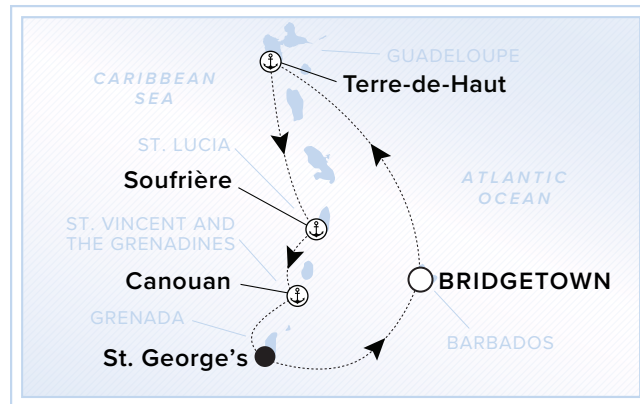 GUADELOUPE
Terre-de-Haut
CARIBBEAN
SEA
ST. LUCIA
Soufrière
ATLANTIC
OCEAN
ST. VINCENT AND
THE GRENADINES
Canouan
BRIDGETOWN
GRENADA
BARBADOS
St. George's